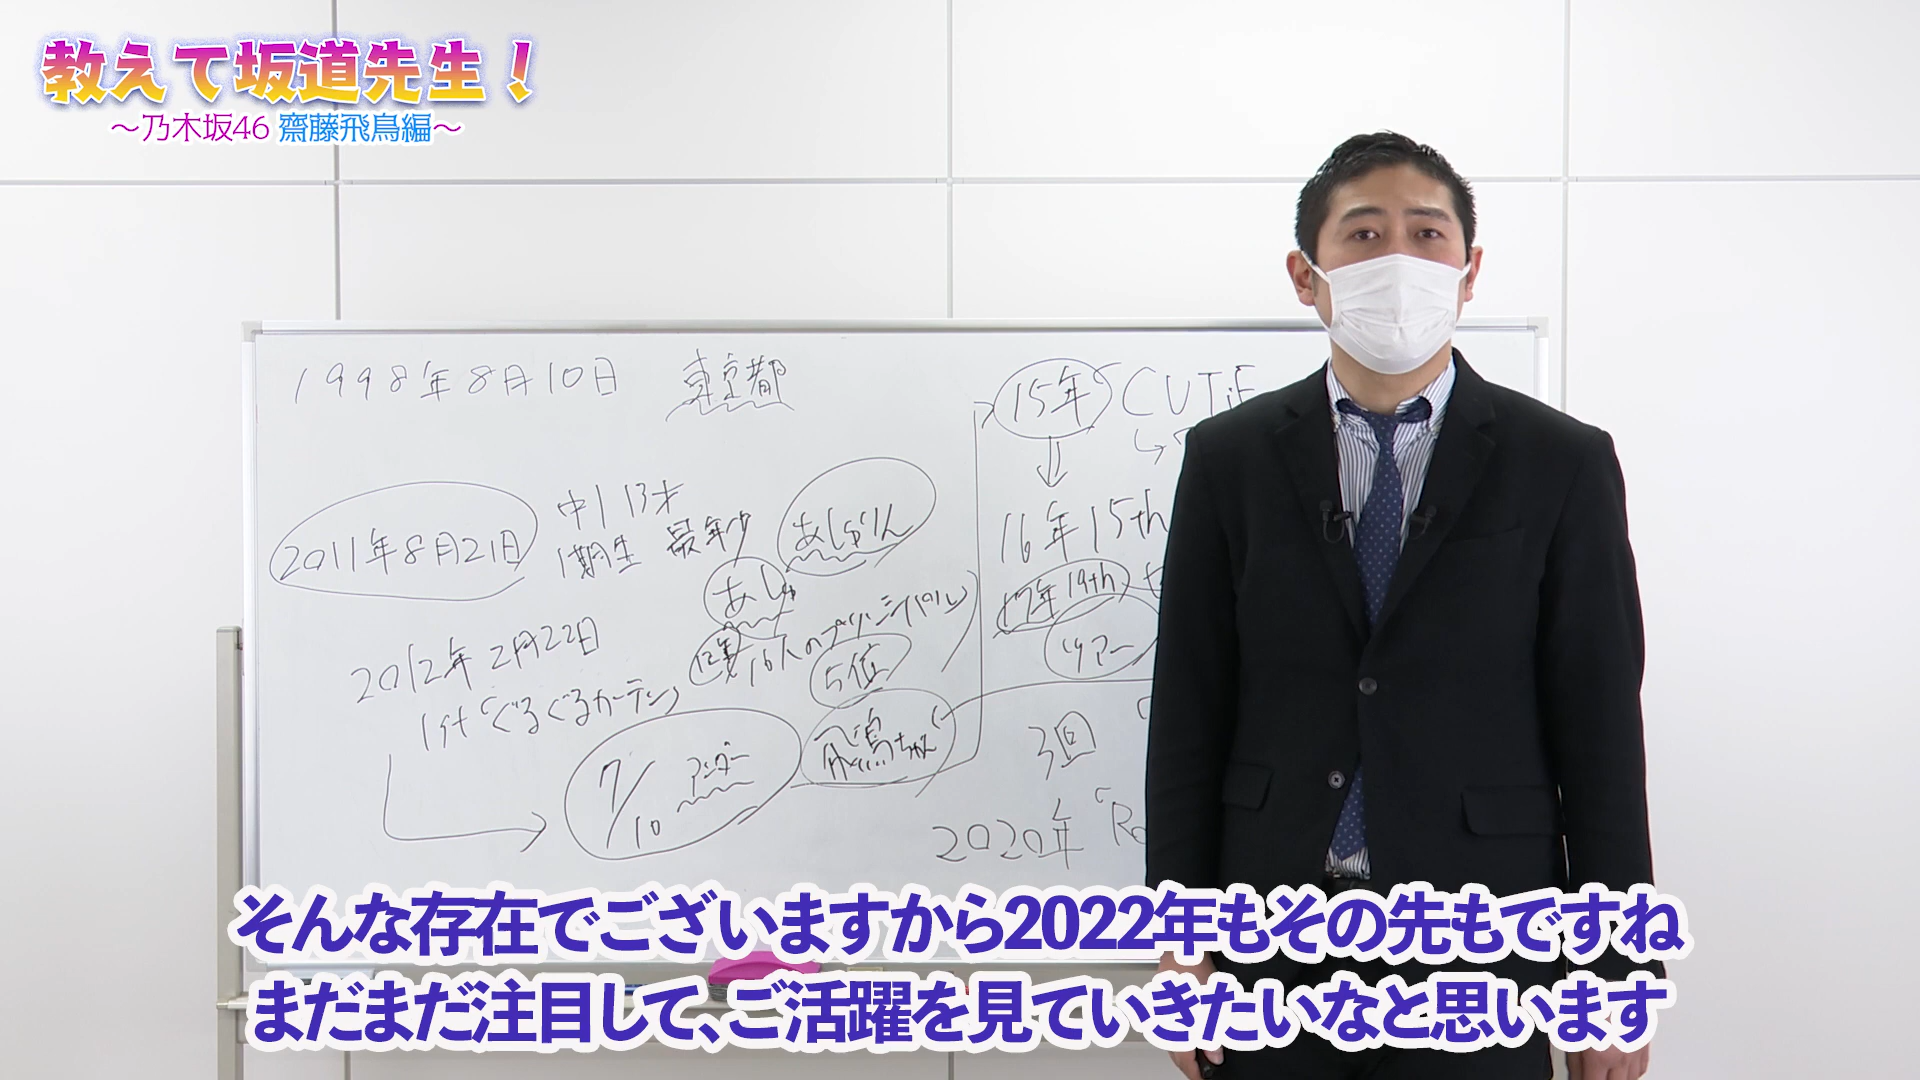 教えて坂道先生!
～乃木坂46 齋藤飛鳥編～
1998年8月10日 東京都
2011年8月21日
中1 13才
1期生 最年少
あしゅりん
あしゅ
12年 16人のプリンシパル
5位
2012年2月22日
1st「ぐるぐるカーテン」
7/10 アンダー
飛鳥ちゃん
15年 CUTiE
16年15th
17年19th
ツアー
3回
2020年「Ro
そんな存在でございますから2022年もその先もですね
まだまだ注目して、ご活躍を見ていきたいなと思います